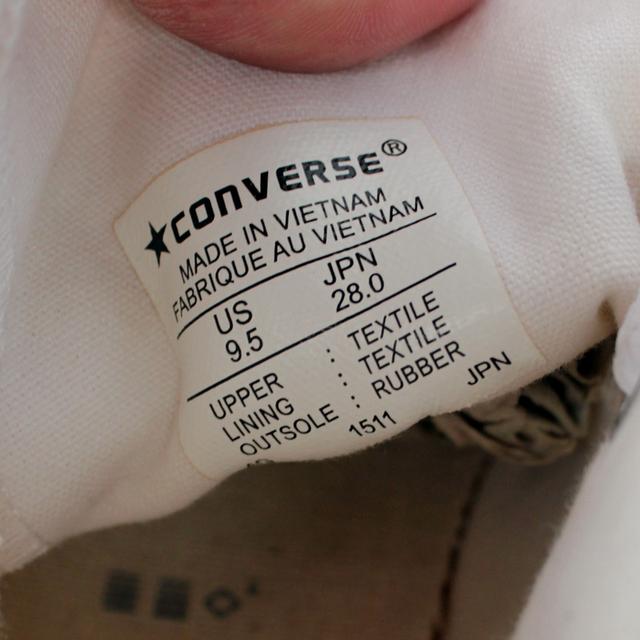 ★CONVERSE®
MADE IN VIETNAM
FABRIQUE AU VIETNAM
US JPN
9.5 28.0
UPPER : TEXTILE
LINING : TEXTILE
OUTSOLE : RUBBER
1511 JPN